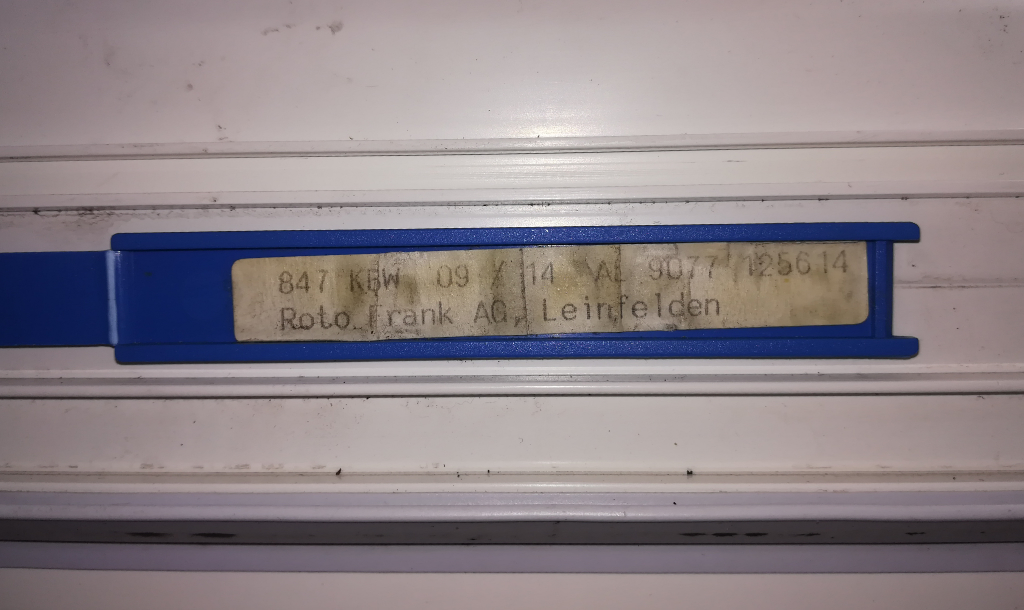 847 KBW 09 / 14 AL 9077 125614
Roto Frank AG, Leinfelden